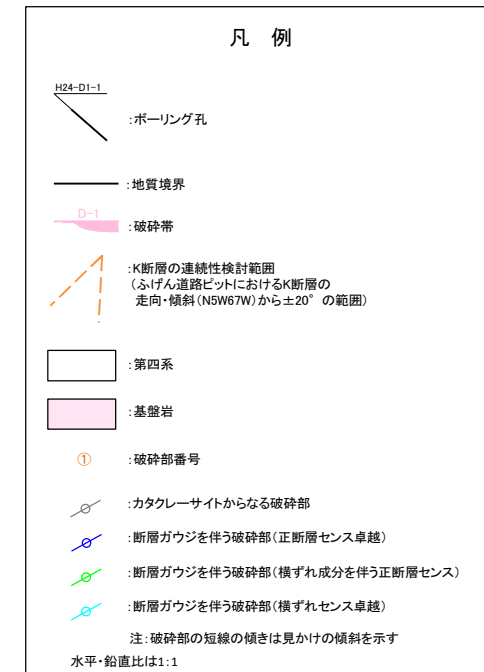 凡 例
H24-D1-1
:ボーリング孔
:地質境界
D-1
:破砕帯
:K断層の連続性検討範囲
(ふげん道路ピットにおけるK断層の
走向・傾斜(N5W67W)から±20°の範囲)
:第四系
:基盤岩
①
:破砕部番号
:カタクレーサイトからなる破砕部
:断層ガウジを伴う破砕部(正断層センス卓越)
:断層ガウジを伴う破砕部(横ずれ成分を伴う正断層センス)
:断層ガウジを伴う破砕部(横ずれセンス卓越)
注:破砕部の短線の傾きは見かけの傾斜を示す
水平・鉛直比は1:1